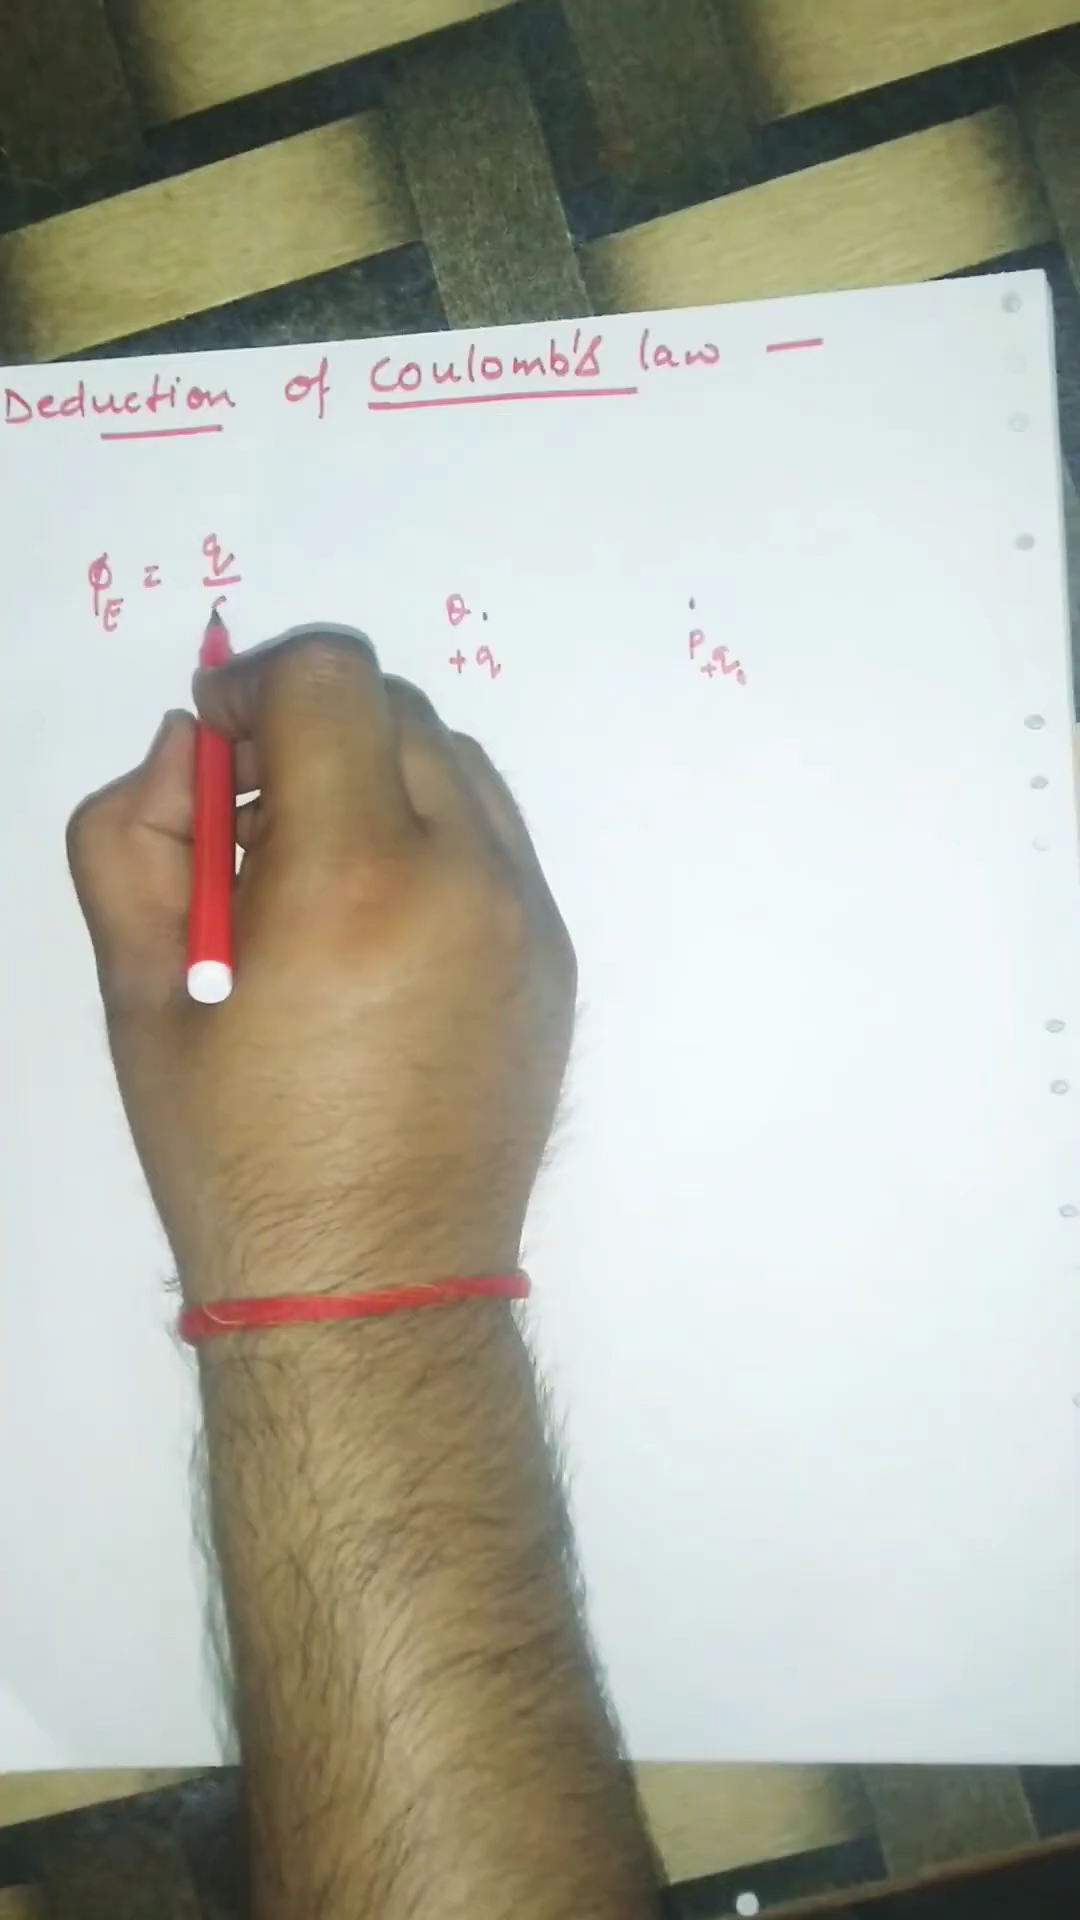 Deduction of Coulomb's law —
ϕE = q/
O . .
+q P +q₀